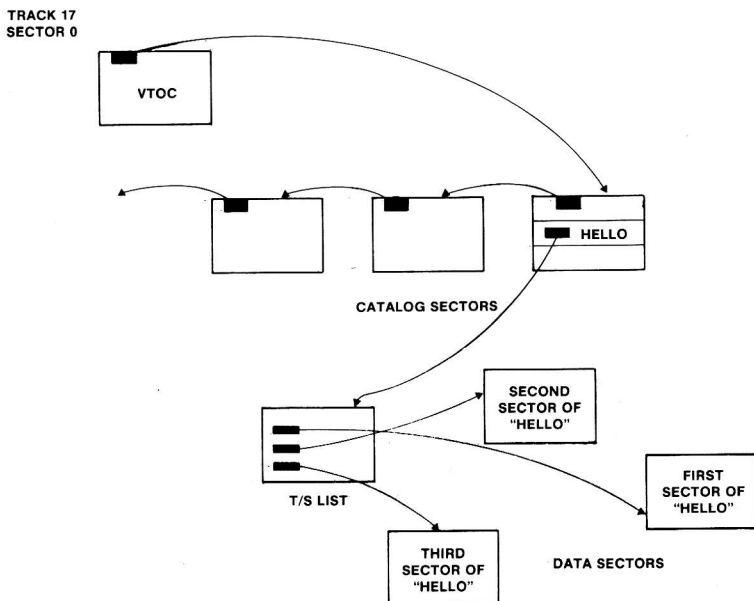 TRACK 17
SECTOR 0
VTOC
HELLO
CATALOG SECTORS
SECOND
SECTOR OF
“HELLO”
T/S LIST
FIRST
SECTOR OF
“HELLO”
THIRD
SECTOR OF
“HELLO”
DATA SECTORS